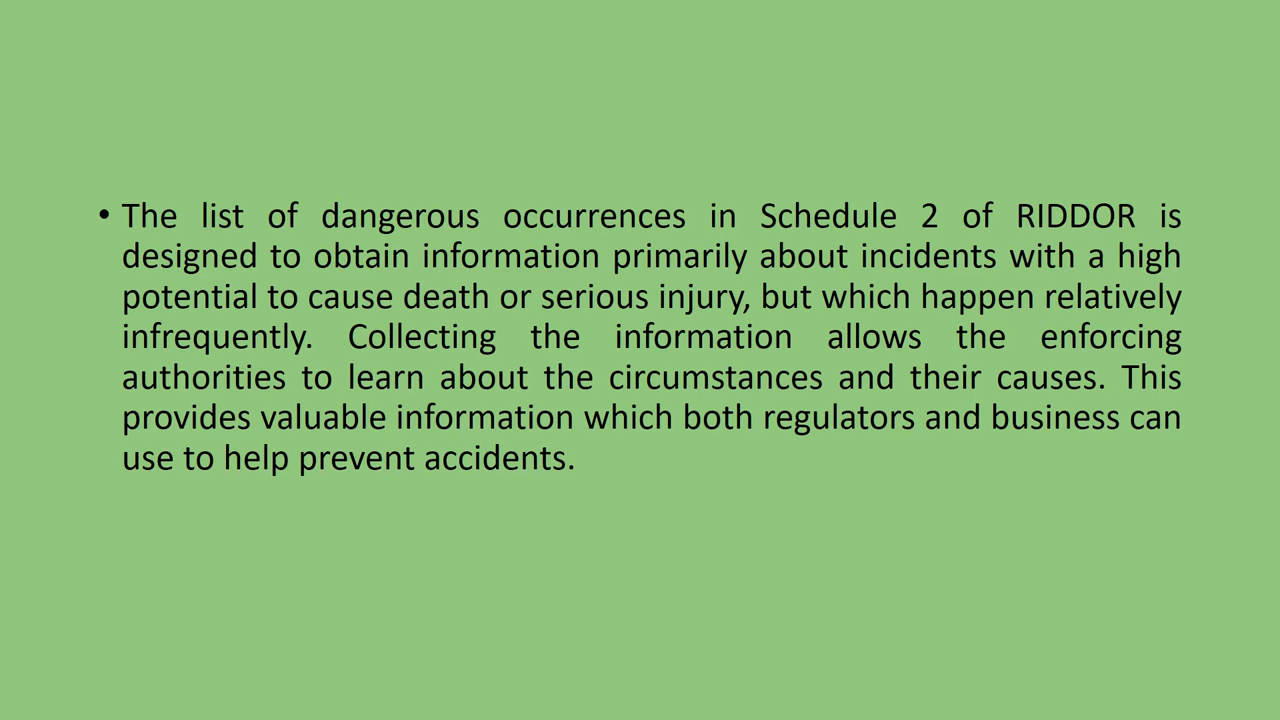 • The list of dangerous occurrences in Schedule 2 of RIDDOR is
designed to obtain information primarily about incidents with a high
potential to cause death or serious injury, but which happen relatively
infrequently. Collecting the information allows the enforcing
authorities to learn about the circumstances and their causes. This
provides valuable information which both regulators and business can
use to help prevent accidents.